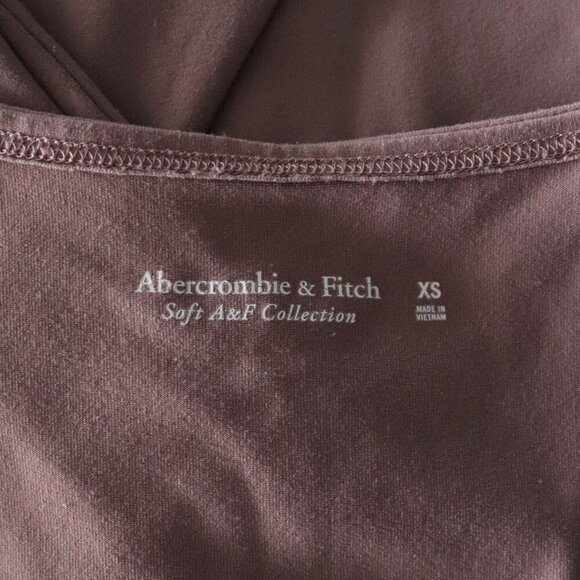 Abercrombie & Fitch XS
Soft A&F Collection
MADE IN
VIETNAM